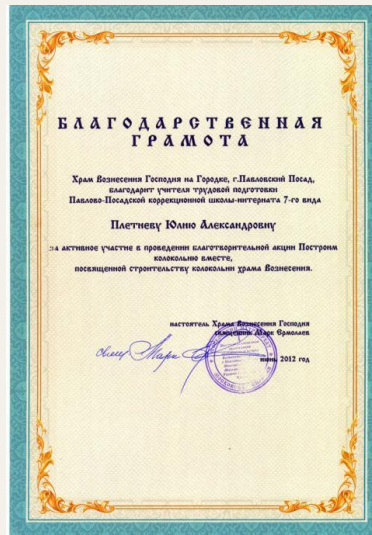 БЛАГОДАРСТВЕННАЯ
ГРАМОТА
Храм Вознесения Господня на Городке, г.Павловский Посад,
благодарит учителя трудовой подготовки
Павлово-Посадской коррекционной школы-интерната 7-го вида
Плетневу Юлию Александровну
за активное участие в проведении благотворительной акции Построим
колокольню вместе,
посвященной строительству колокольни храма Вознесения.
настоятель Храма Вознесения Господня
священник Марк Ермолаев
июнь 2012 год